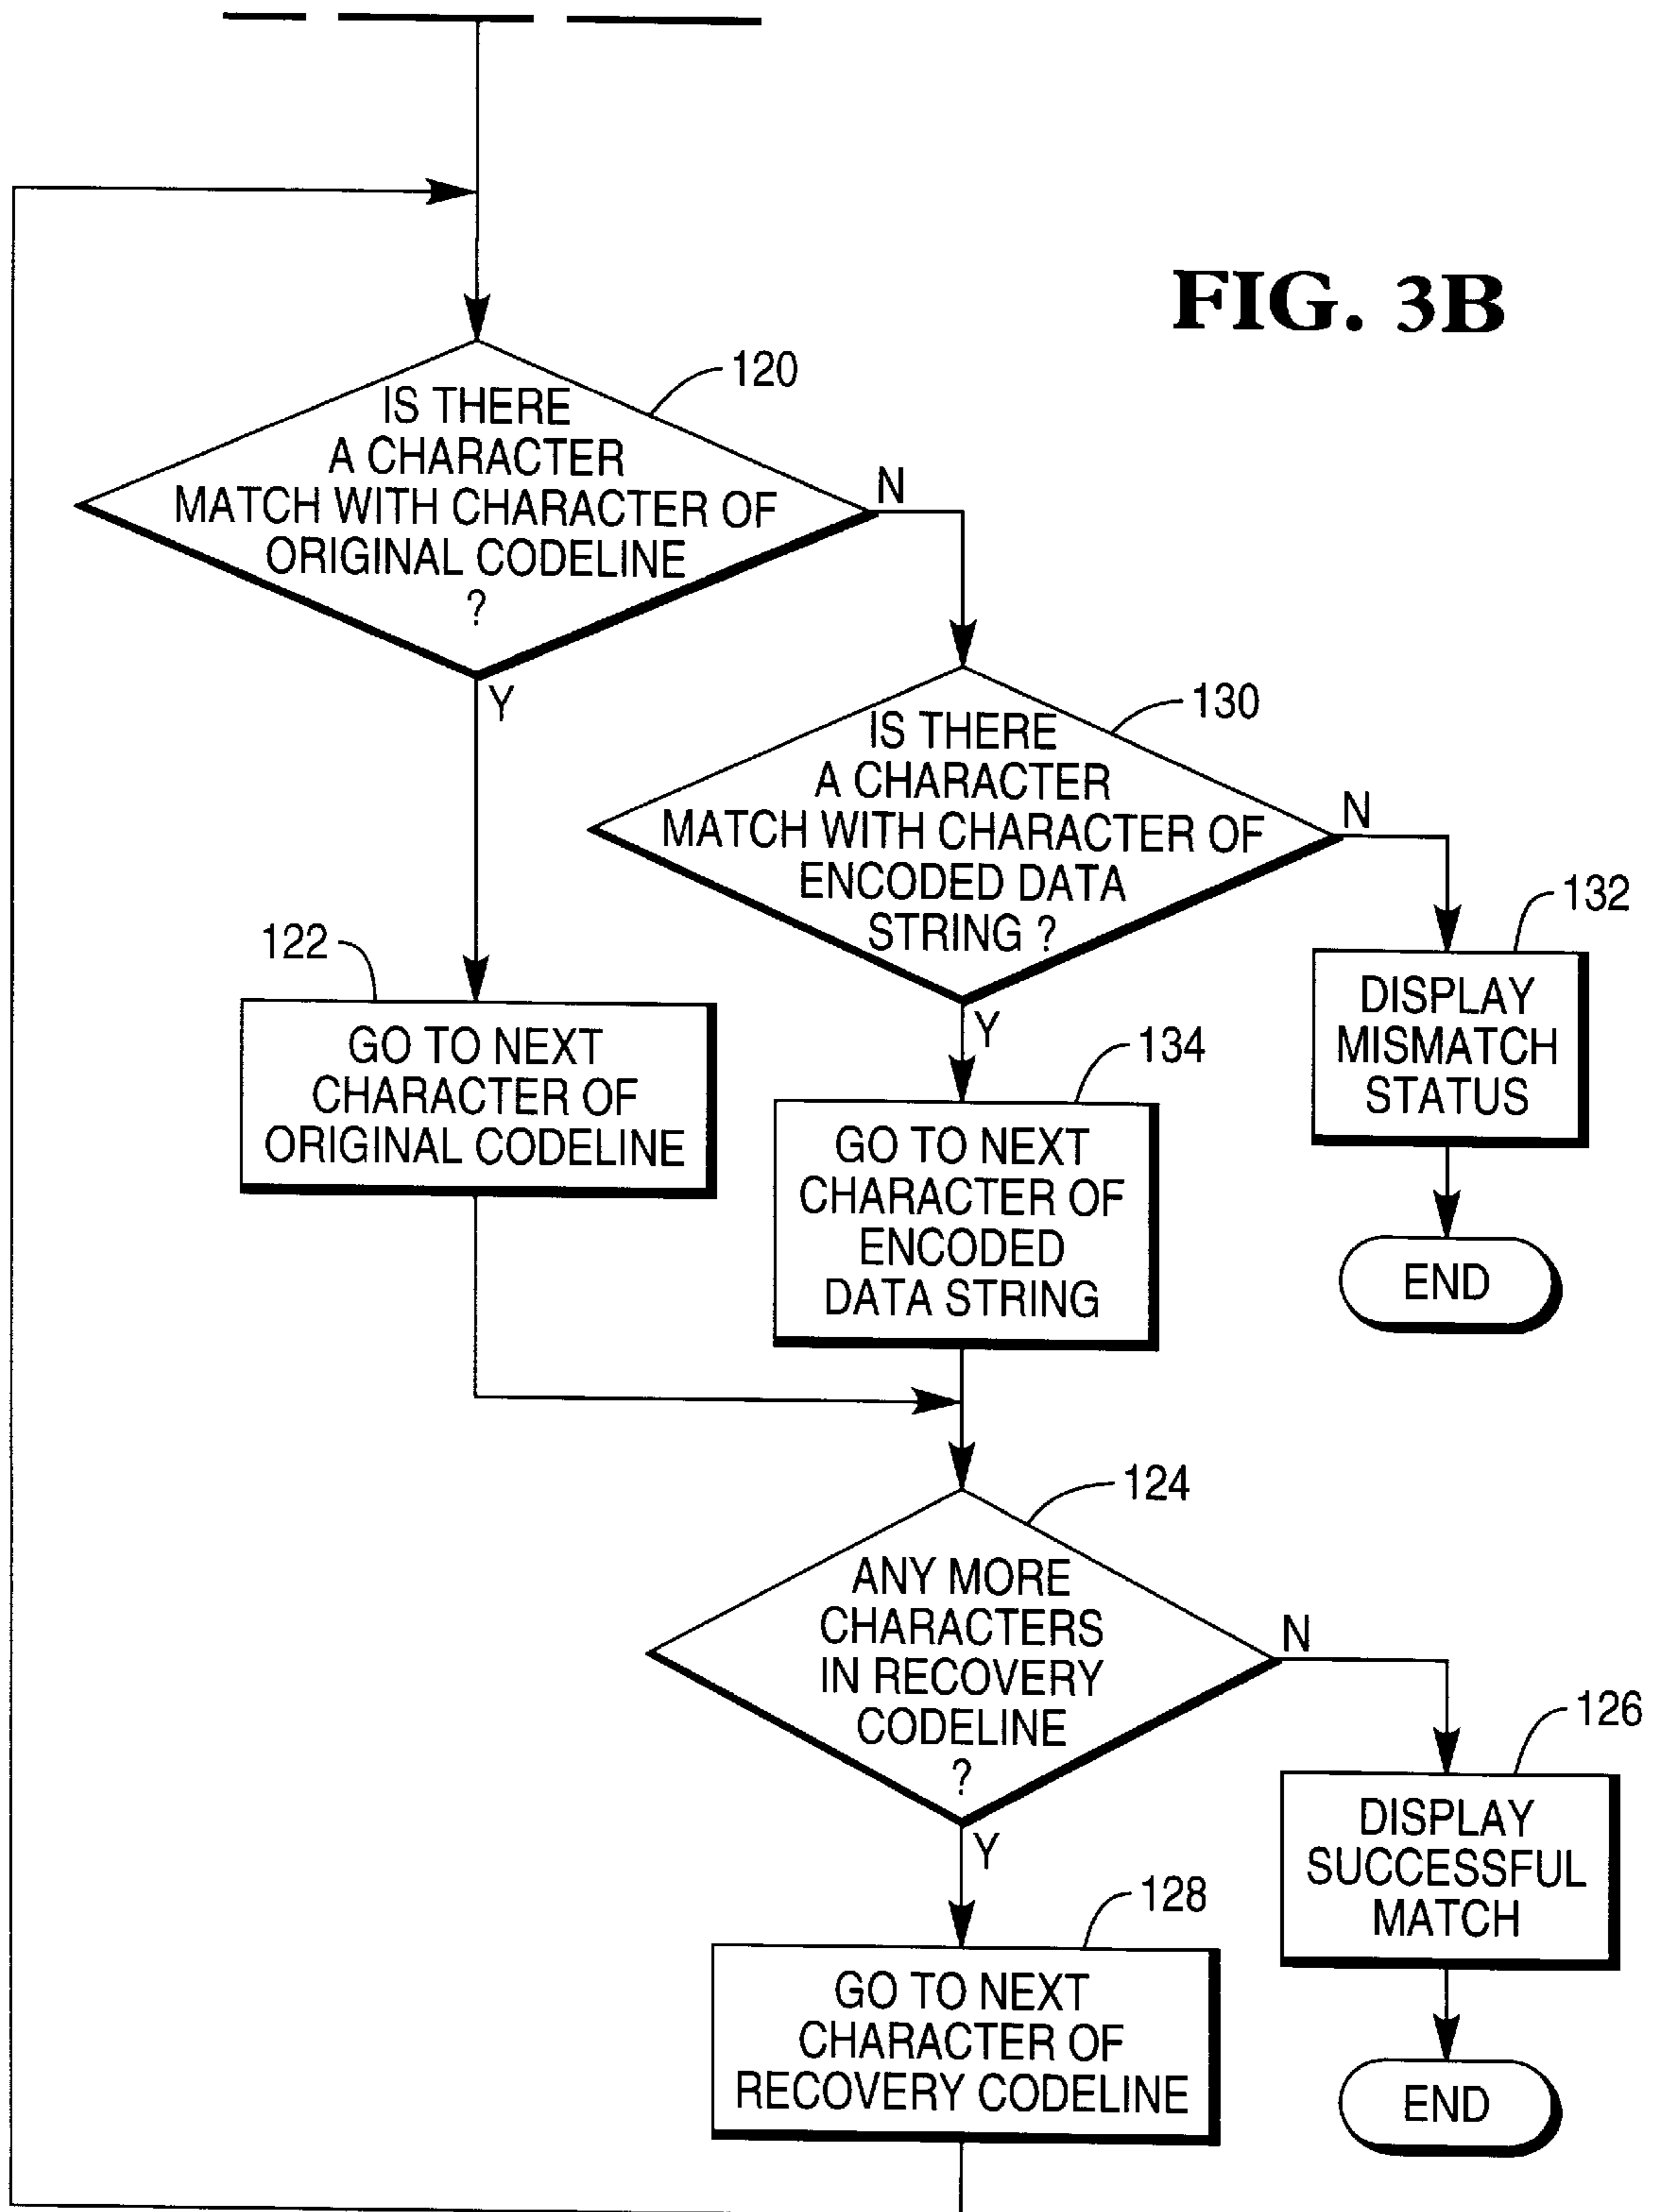 FIG. 3B
120
IS THERE
A CHARACTER
MATCH WITH CHARACTER OF
ORIGINAL CODELINE
?
N
Y
130
IS THERE
A CHARACTER
MATCH WITH CHARACTER OF
ENCODED DATA
STRING ?
N
Y
132
DISPLAY
MISMATCH
STATUS
END
122
GO TO NEXT
CHARACTER OF
ORIGINAL CODELINE
134
GO TO NEXT
CHARACTER OF
ENCODED
DATA STRING
124
ANY MORE
CHARACTERS
IN RECOVERY
CODELINE
?
N
Y
126
DISPLAY
SUCCESSFUL
MATCH
END
128
GO TO NEXT
CHARACTER OF
RECOVERY CODELINE